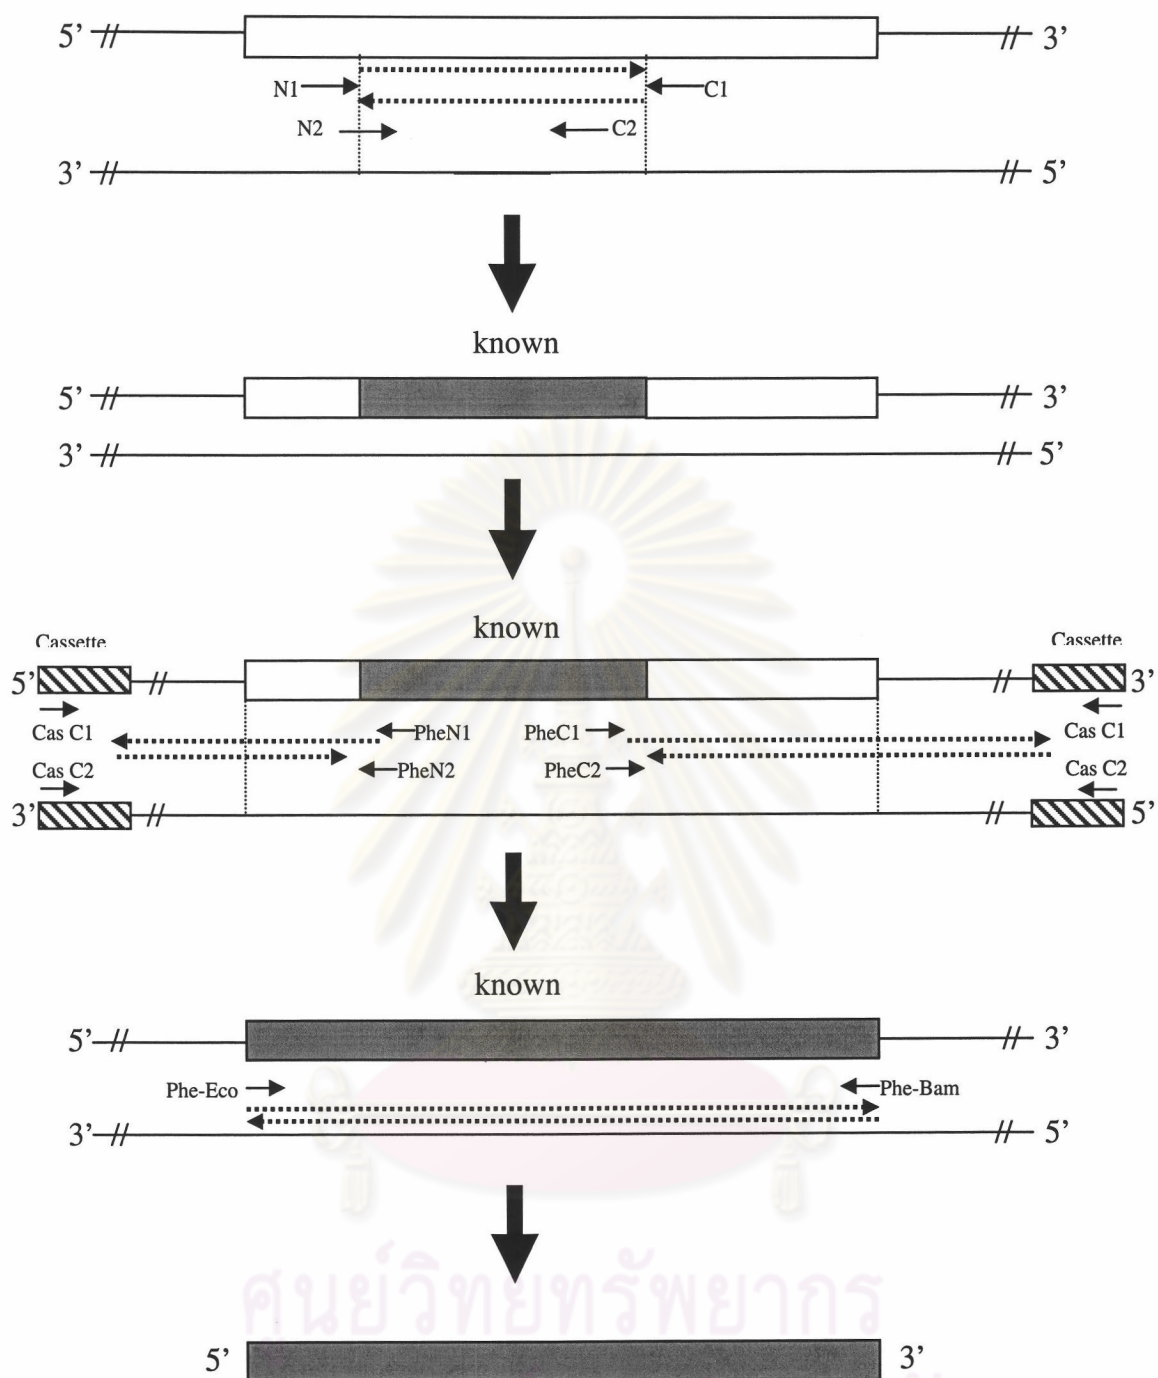 5’ 3’
N1 C1
N2 C2
3’ 5’
known
5’ 3’
3’ 5’
known
Cassette Cassette
5’ 3’
Cas C1 PheN1 PheC1 Cas C1
Cas C2 PheN2 PheC2 Cas C2
3’ 5’
known
5’ 3’
Phe-Eco Phe-Bam
3’ 5’
ศูนย์วิทยทรัพยากร
5’ 3’